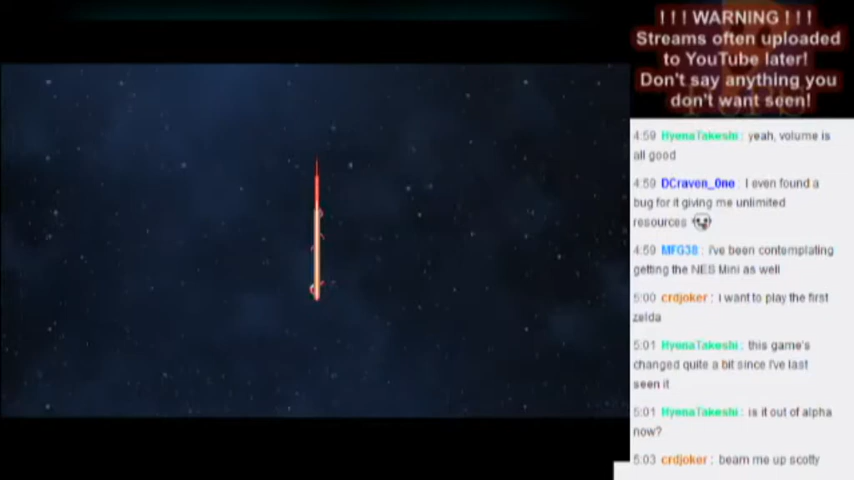 ! ! ! WARNING ! ! !
Streams often uploaded
to YouTube later!
Don't say anything you
don't want seen!
4:59 HyenaTakeshi : yeah, volume is
all good
4:59 DCraven_0ne : I even found a
bug for it giving me unlimited
resources
4:59 MFG38 : i've been contemplating
getting the NES Mini as well
5:00 crdjoker : i want to play the first
zelda
5:01 HyenaTakeshi : this game's
changed quite a bit since I've last
seen it
5:01 HyenaTakeshi : is it out of alpha
now?
5:03 crdjoker : beam me up scotty